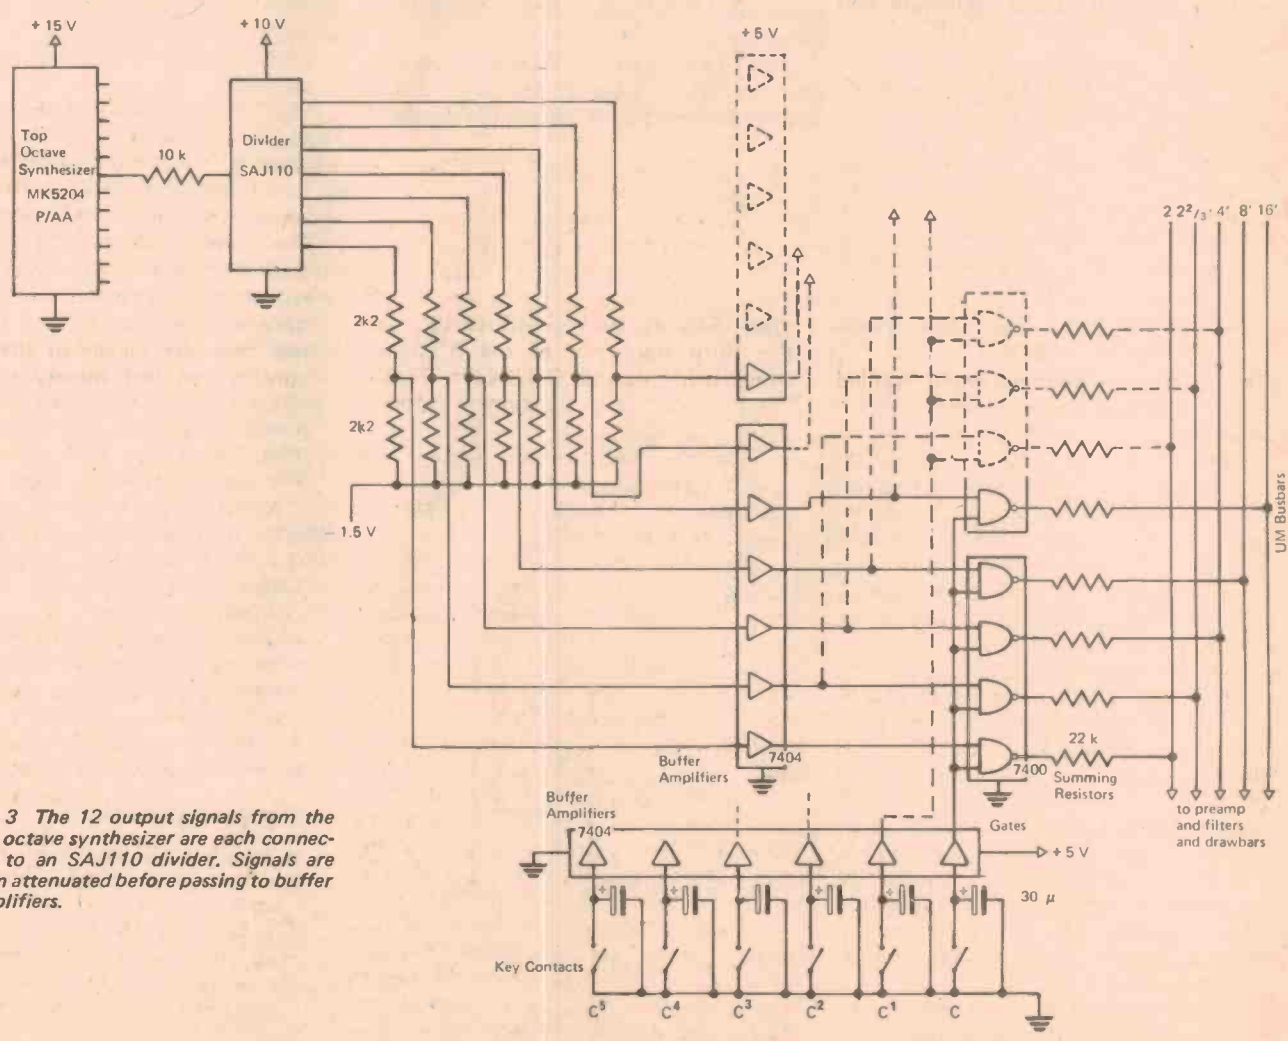 + 15 V
+ 10 V
+ 5 V
Top
Octave
Synthesizer
MK5204
P/AA
10 k
Divider
SAJ110
2k2
2k2
- 1.5 V
2 2²/₃' 4' 8' 16'
UM Busbars
Buffer
Amplifiers
7404
7400
22 k
Summing
Resistors
to preamp
and filters
and drawbars
Buffer
Amplifiers
7404
Gates
+ 5 V
30 μ
Key Contacts
C⁵ C⁴ C³ C² C¹ C
3 The 12 output signals from the
octave synthesizer are each connec-
to an SAJ110 divider. Signals are
n attenuated before passing to buffer
plifiers.